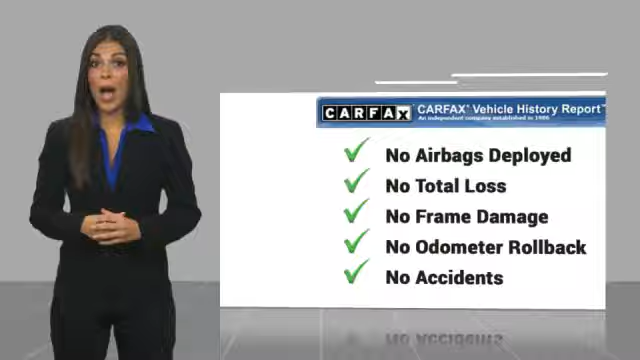 CARFAX CARFAX Vehicle History Report™
An independent company established in 1986
No Airbags Deployed
No Total Loss
No Frame Damage
No Odometer Rollback
No Accidents